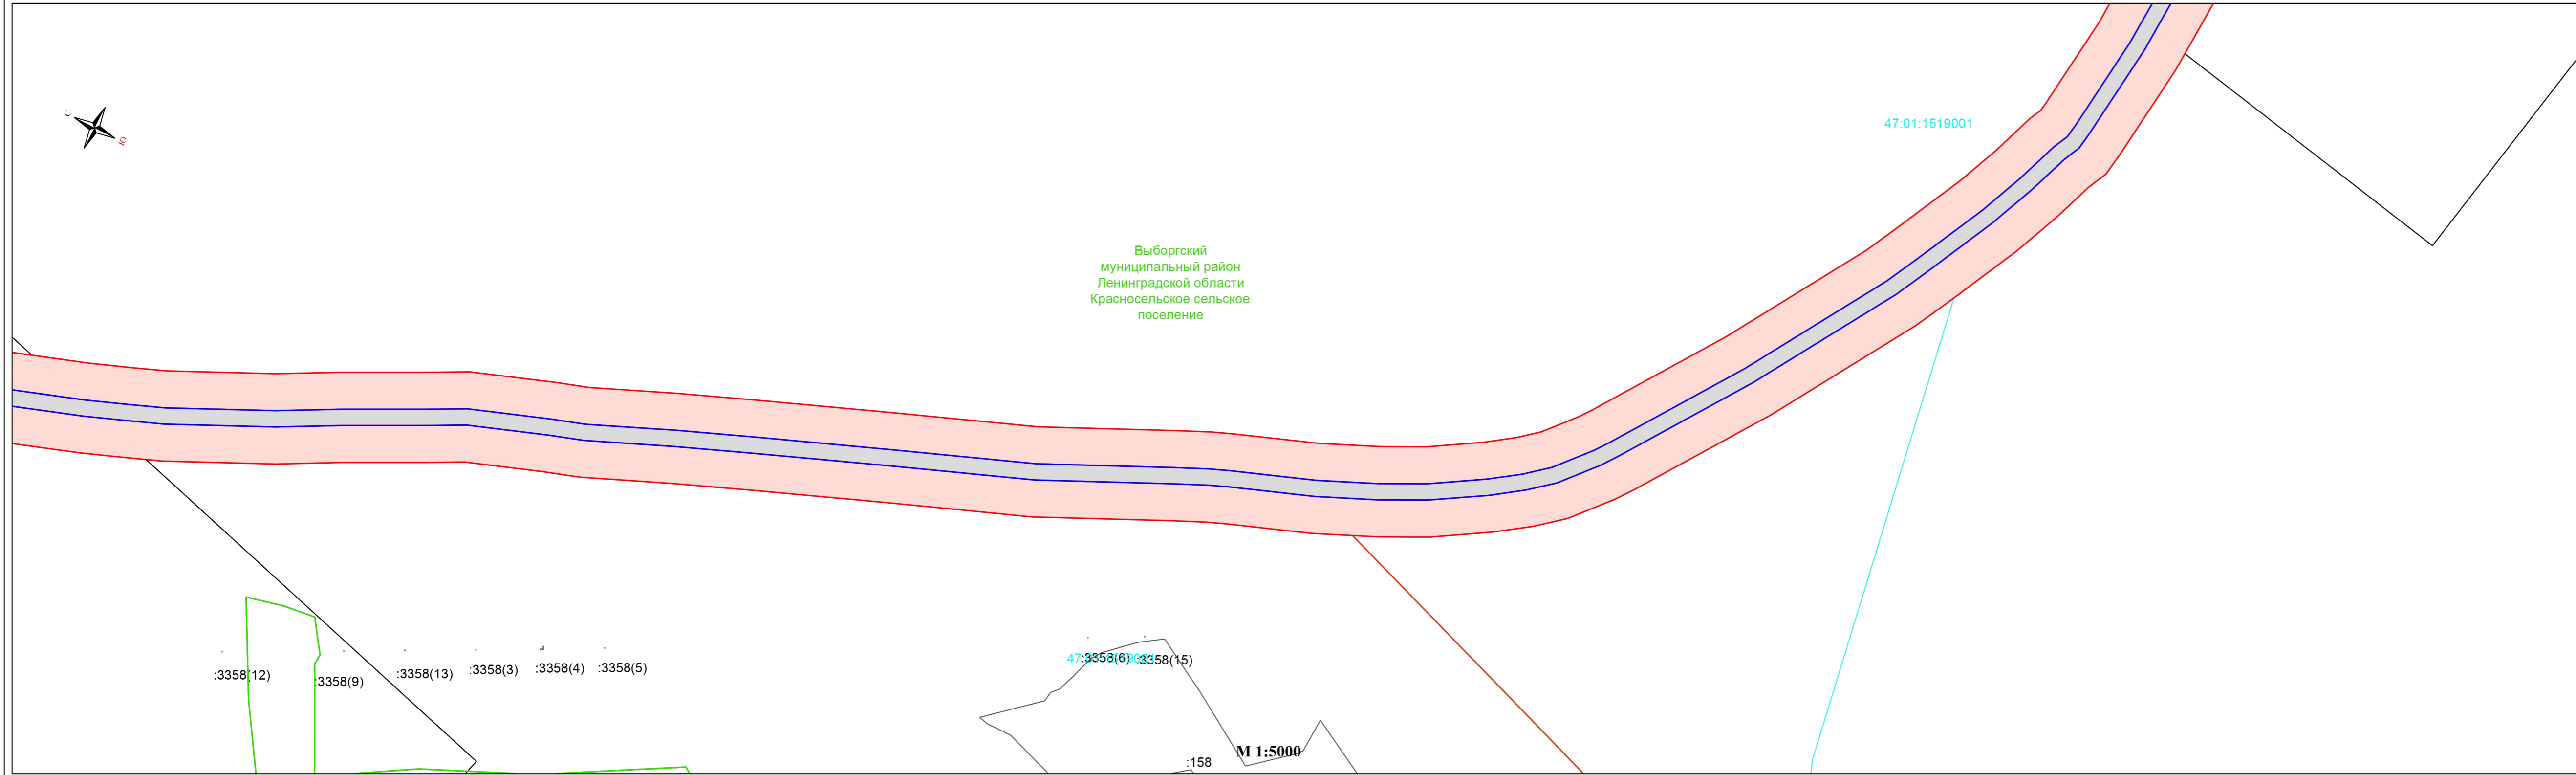 С
Ю
47:01:1519001
Выборгский
муниципальный район
Ленинградской области
Красносельское сельское
поселение
:3358(12)
:3358(9)
:3358(13)
:3358(3)
:3358(4)
:3358(5)
:3358(6)
:3358(15)
М 1:5000
:158